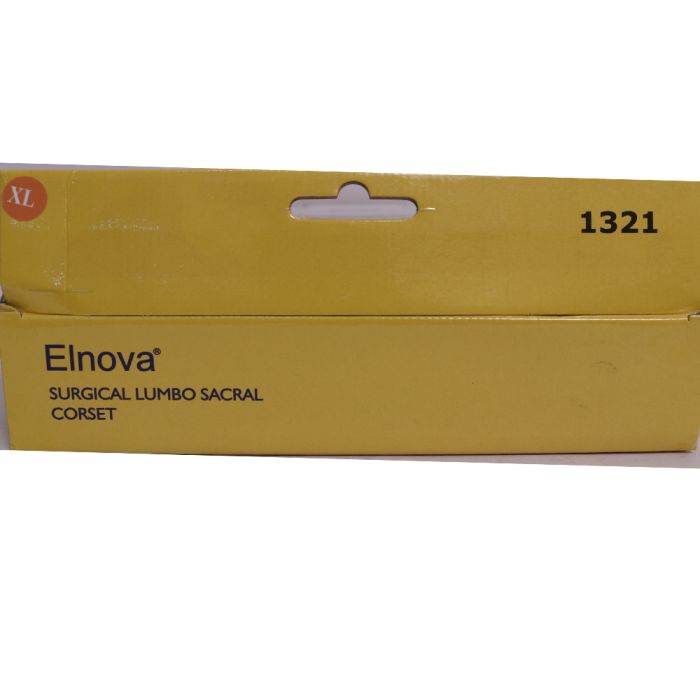 XL
1321
Elnova®
SURGICAL LUMBO SACRAL
CORSET